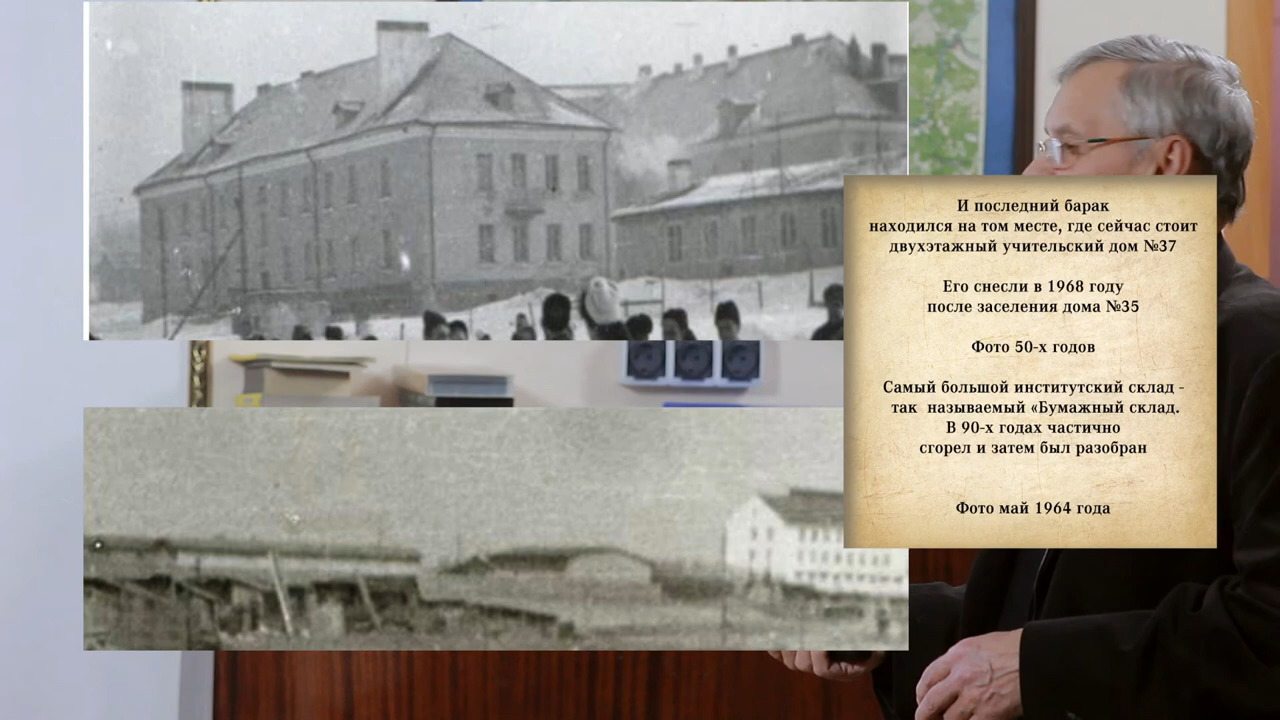 И последний барак
находился на том месте, где сейчас стоит
двухэтажный учительский дом №37
Его снесли в 1968 году
после заселения дома №35
Фото 50-х годов
Самый большой институтский склад -
так называемый «Бумажный склад.
В 90-х годах частично
сгорел и затем был разобран
Фото май 1964 года